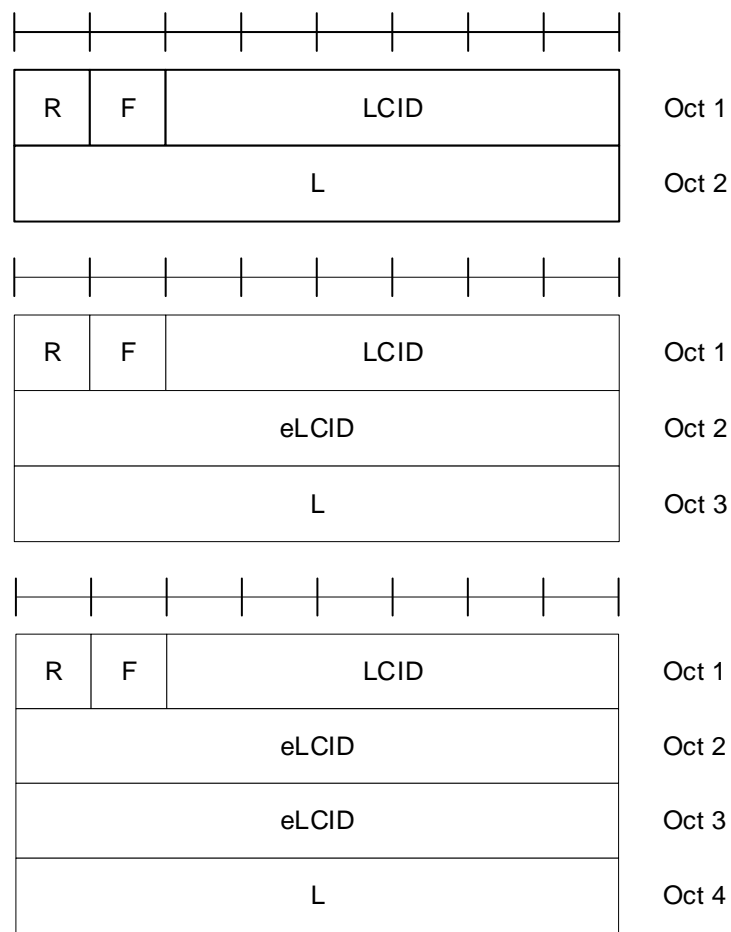 R F LCID Oct 1
L Oct 2
R F LCID Oct 1
eLCID Oct 2
L Oct 3
R F LCID Oct 1
eLCID Oct 2
eLCID Oct 3
L Oct 4